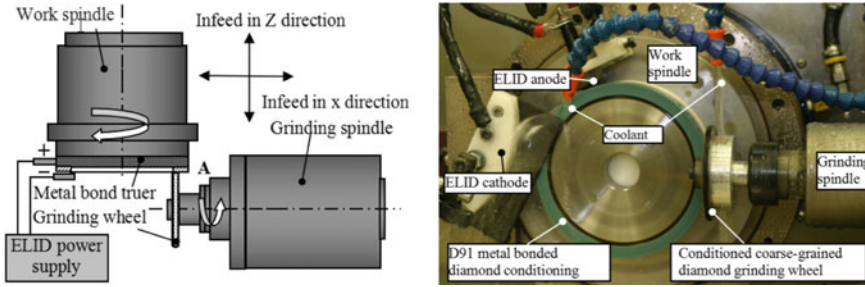 Work spindle
Infeed in Z direction
Infeed in x direction
Grinding spindle
+
−
A
Metal bond truer
Grinding wheel
ELID power
supply
ELID anode
Work
spindle
Coolant
ELID cathode
Grinding
spindle
D91 metal bonded
diamond conditioning
Conditioned coarse-grained
diamond grinding wheel